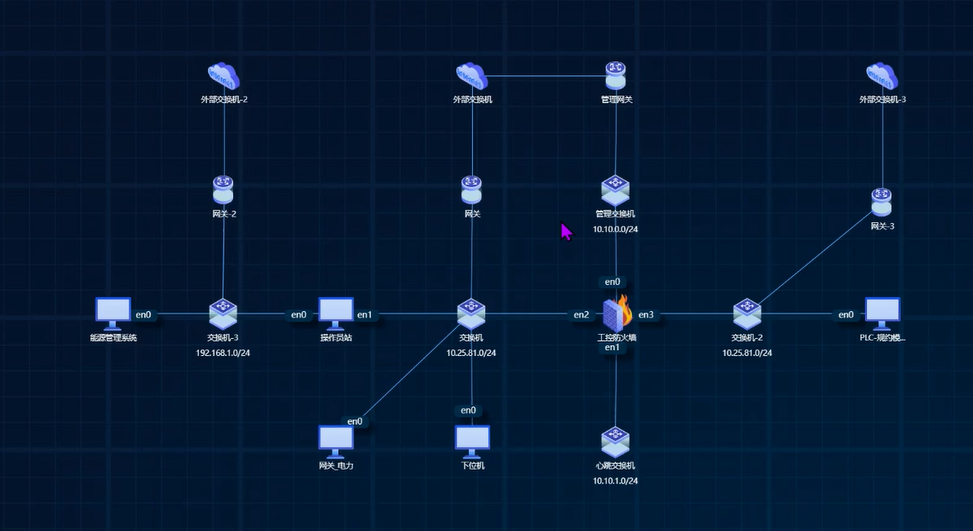 外部交换机-2
外部交换机
管理网关
外部交换机-3
网关-2
网关
管理交换机
10.10.0.0/24
网关-3
en0
en0
en0
en1
en2
en3
en0
能源管理系统
交换机-3
192.168.1.0/24
操作员站
交换机
10.25.81.0/24
工控防火墙
en1
交换机-2
10.25.81.0/24
PLC-规约模...
en0
en0
网关_电力
下位机
心跳交换机
10.10.1.0/24